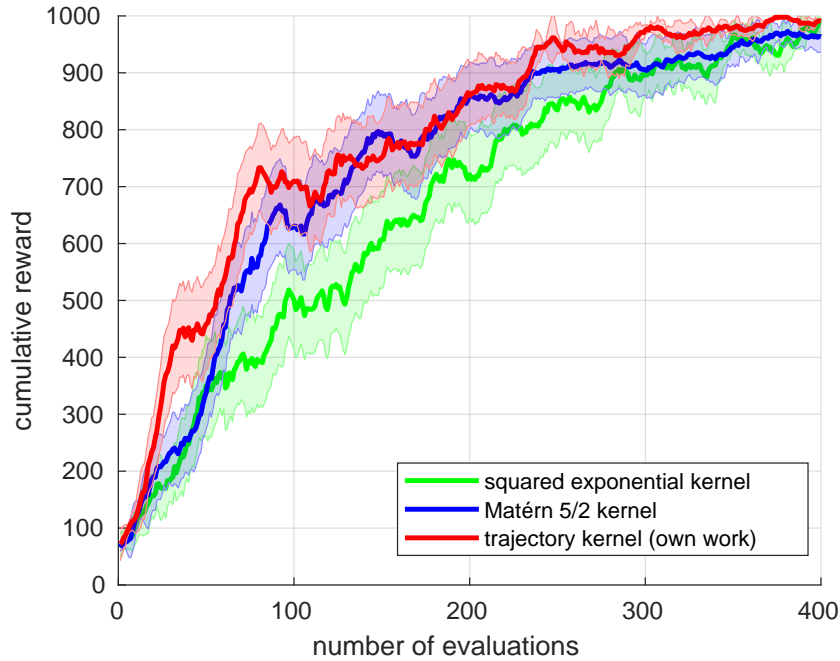 1000
900
800
700
600
500
400
300
200
100
0
cumulative reward
squared exponential kernel
Matérn 5/2 kernel
trajectory kernel (own work)
0 100 200 300 400
number of evaluations